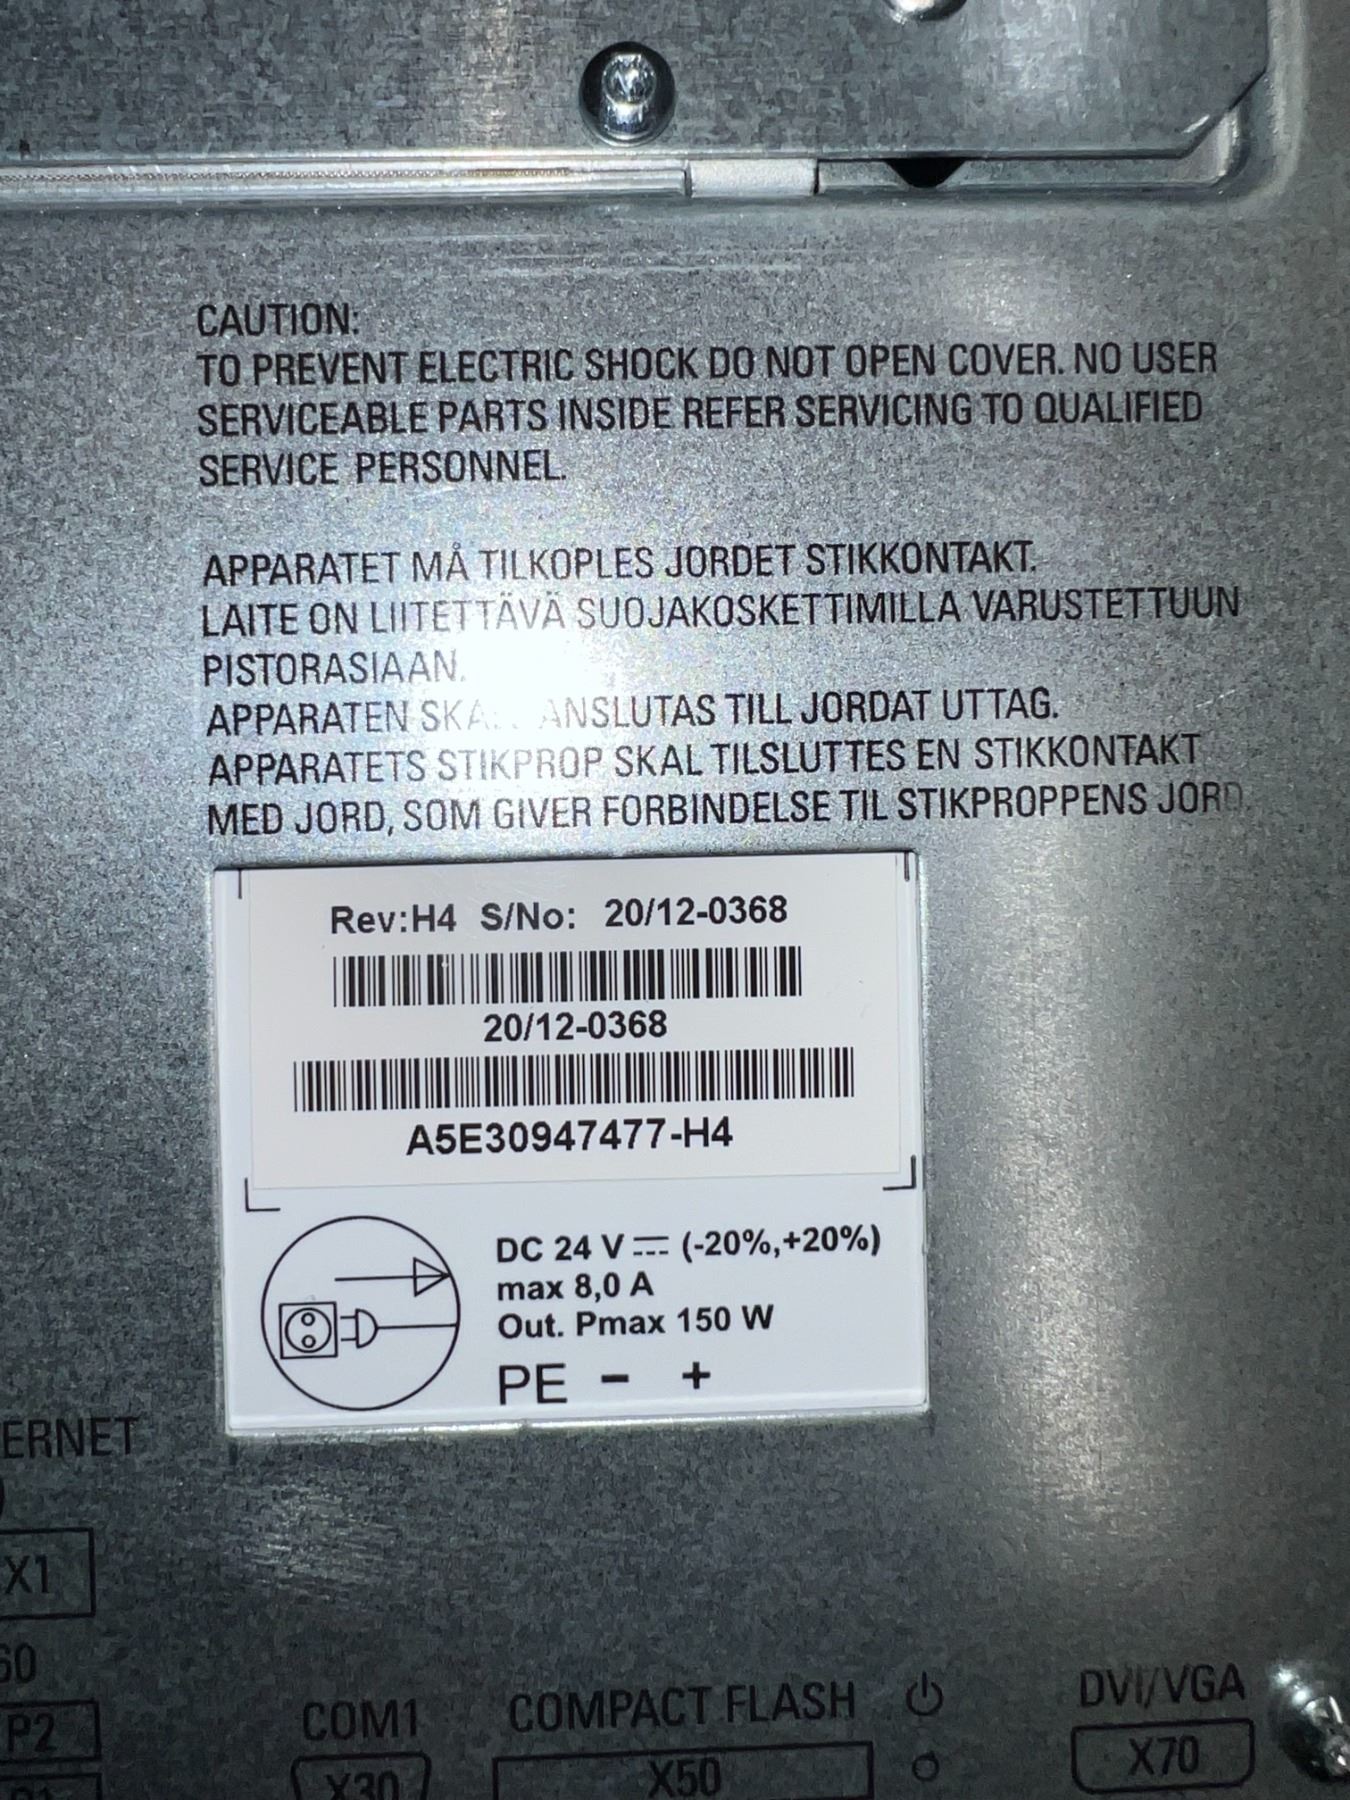 CAUTION:
TO PREVENT ELECTRIC SHOCK DO NOT OPEN COVER. NO USER
SERVICEABLE PARTS INSIDE REFER SERVICING TO QUALIFIED
SERVICE PERSONNEL.
APPARATET MÅ TILKOPLES JORDET STIKKONTAKT.
LAITE ON LIITETTÄVÄ SUOJAKOSKETTIMILLA VARUSTETTUUN
PISTORASIAAN.
APPARATEN ANSLUTAS TILL JORDAT UTTAG.
APPARATETS STIKPROP SKAL TILSLUTTES EN STIKKONTAKT
MED JORD, SOM GIVER FORBINDELSE TIL STIKPROPPENS JORD.
Rev:H4 S/No: 20/12-0368
20/12-0368
A5E30947477-H4
DC 24 V ⎓ (-20%,+20%)
max 8,0 A
Out. Pmax 150 W
PE - +
ERNET
X1
60
P2
COM1
COMPACT FLASH
DVI/VGA
X30
X50
X70